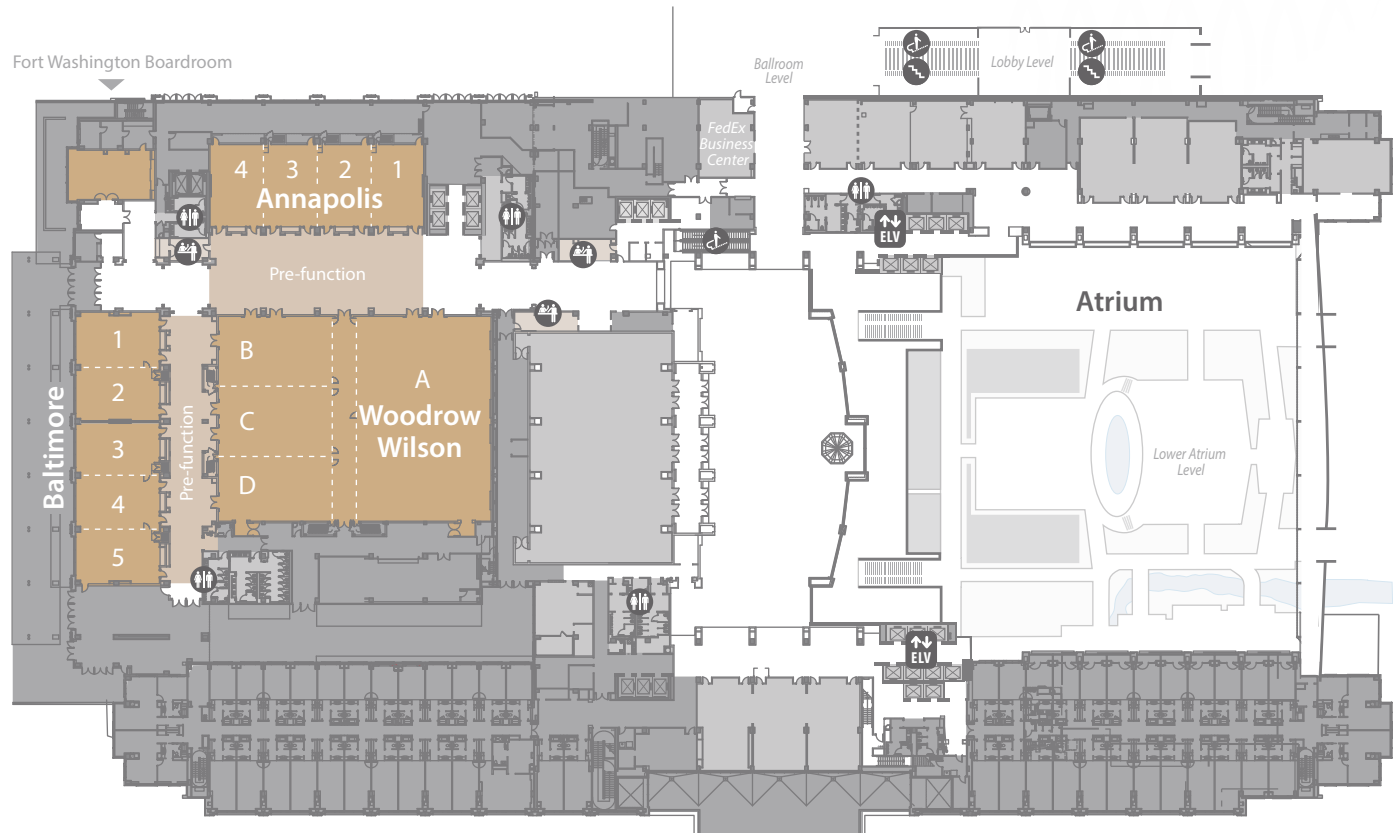 Fort Washington Boardroom
Ballroom
Level
Lobby Level
FedEx
Business
Center
4
3
2
1
Annapolis
ELV
Pre-function
Atrium
Baltimore
1
2
3
4
5
Pre-function
B
C
D
A
Woodrow
Wilson
Lower Atrium
Level
ELV